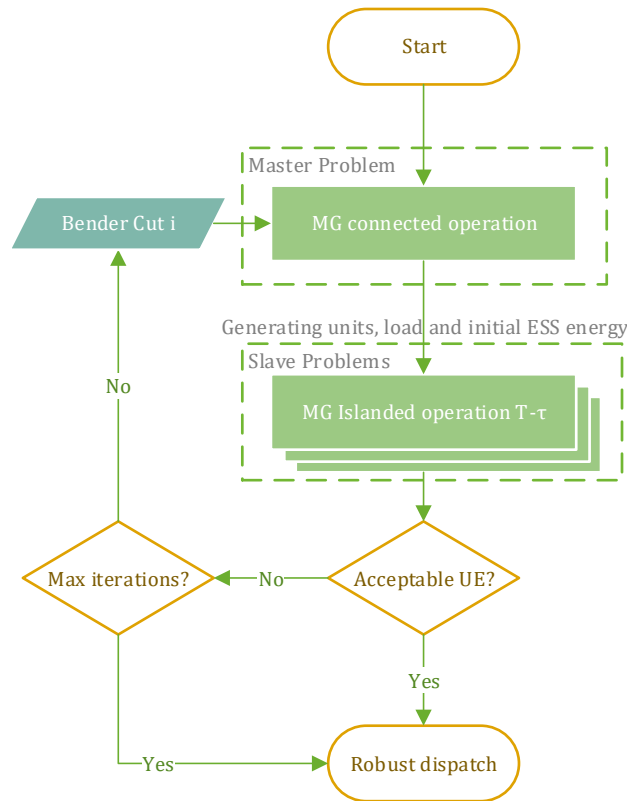 Start
Master Problem
Bender Cut i
MG connected operation
Generating units, load and initial ESS energy
Slave Problems
No
MG Islanded operation T-τ
Max iterations?
No
Acceptable UE?
Yes
Yes
Robust dispatch